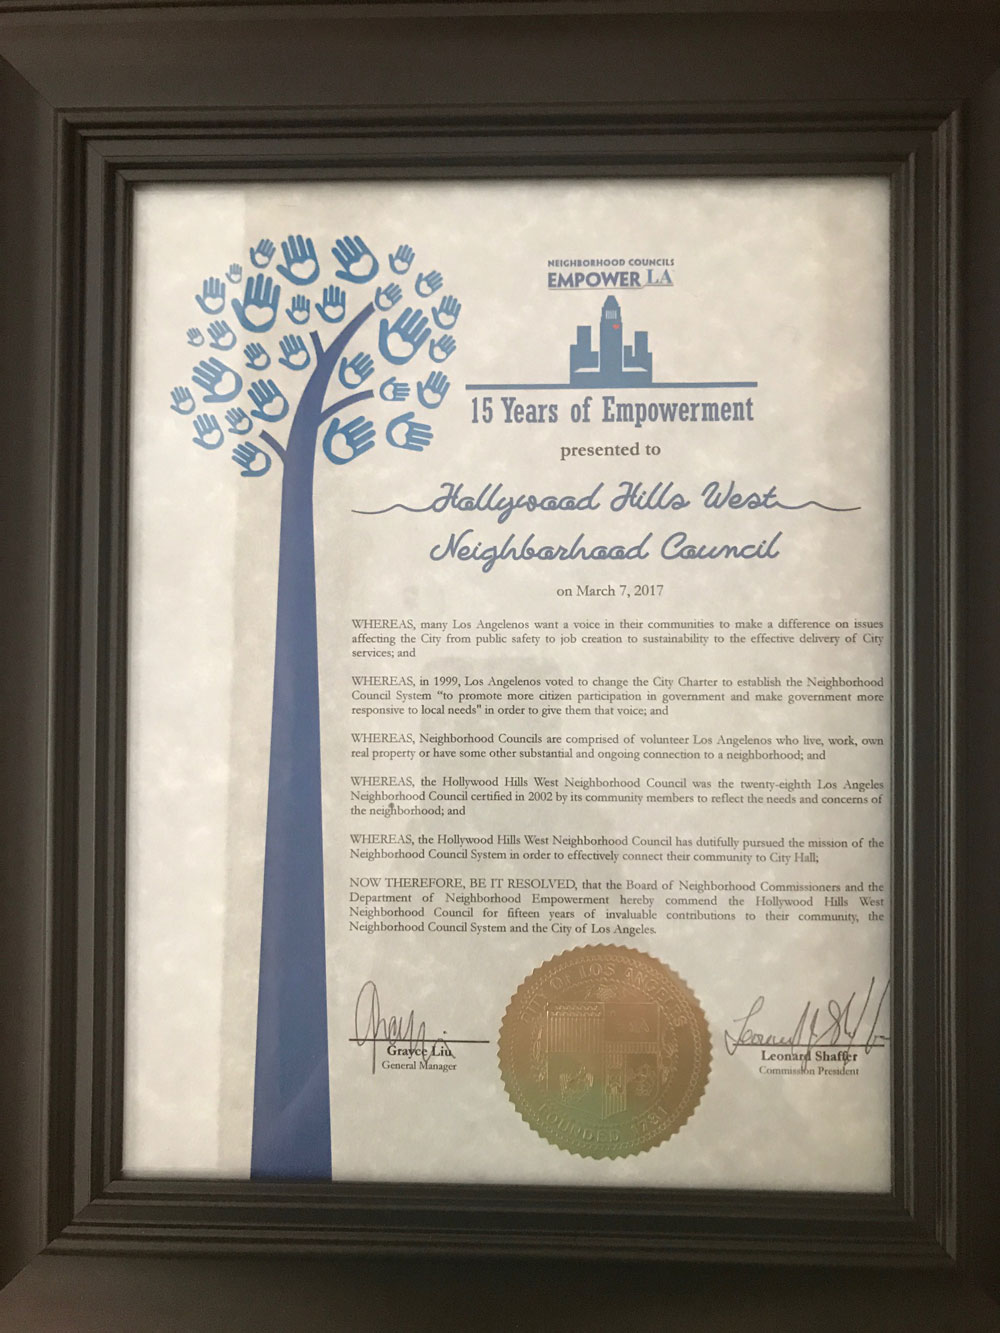 NEIGHBORHOOD COUNCILS
EMPOWER LA
15 Years of Empowerment
presented to
Hollywood Hills West
Neighborhood Council
on March 7, 2017
WHEREAS, many Los Angelenos want a voice in their communities to make a difference on issues
affecting the City from public safety to job creation to sustainability to the effective delivery of City
services; and
WHEREAS, in 1999, Los Angelenos voted to change the City Charter to establish the Neighborhood
Council System "to promote more citizen participation in government and make government more
responsive to local needs" in order to give them that voice; and
WHEREAS, Neighborhood Councils are comprised of volunteer Los Angelenos who live, work, own
real property or have some other substantial and ongoing connection to a neighborhood; and
WHEREAS, the Hollywood Hills West Neighborhood Council was the twenty-eighth Los Angeles
Neighborhood Council certified in 2002 by its community members to reflect the needs and concerns of
the neighborhood; and
WHEREAS, the Hollywood Hills West Neighborhood Council has dutifully pursued the mission of the
Neighborhood Council System in order to effectively connect their community to City Hall;
NOW THEREFORE, BE IT RESOLVED, that the Board of Neighborhood Commissioners and the
Department of Neighborhood Empowerment hereby commend the Hollywood Hills West
Neighborhood Council for fifteen years of invaluable contributions to their community, the
Neighborhood Council System and the City of Los Angeles.
Grayce Liu
General Manager
CITY OF LOS ANGELES
FOUNDED 1781
Leonard Shaffer
Commission President